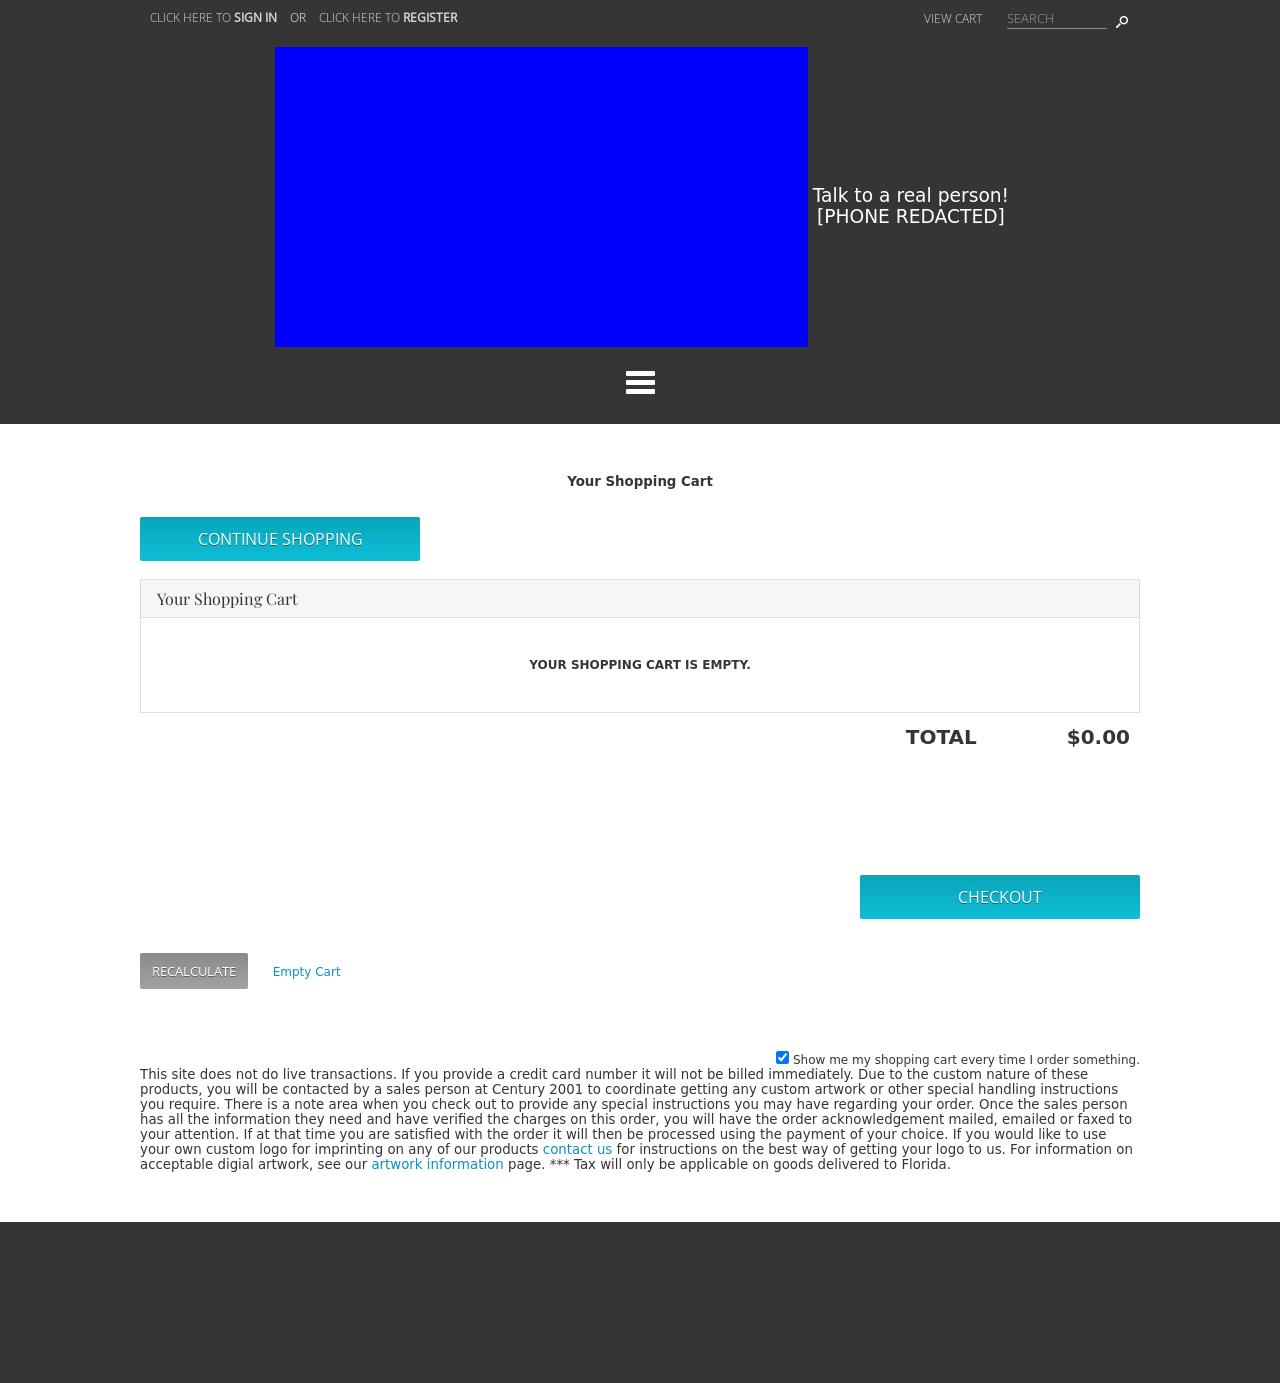 CLICK HERE TO SIGN IN OR CLICK HERE TO REGISTER
VIEW CART
SEARCH
Talk to a real person!
[PHONE REDACTED]
Your Shopping Cart
CONTINUE SHOPPING
Your Shopping Cart
YOUR SHOPPING CART IS EMPTY.
TOTAL $0.00
CHECKOUT
RECALCULATE
Empty Cart
Show me my shopping cart every time I order something.
This site does not do live transactions. If you provide a credit card number it will not be billed immediately. Due to the custom nature of these
products, you will be contacted by a sales person at Century 2001 to coordinate getting any custom artwork or other special handling instructions
you require. There is a note area when you check out to provide any special instructions you may have regarding your order. Once the sales person
has all the information they need and have verified the charges on this order, you will have the order acknowledgement mailed, emailed or faxed to
your attention. If at that time you are satisfied with the order it will then be processed using the payment of your choice. If you would like to use
your own custom logo for imprinting on any of our products contact us for instructions on the best way of getting your logo to us. For information on
acceptable digial artwork, see our artwork information page. *** Tax will only be applicable on goods delivered to Florida.